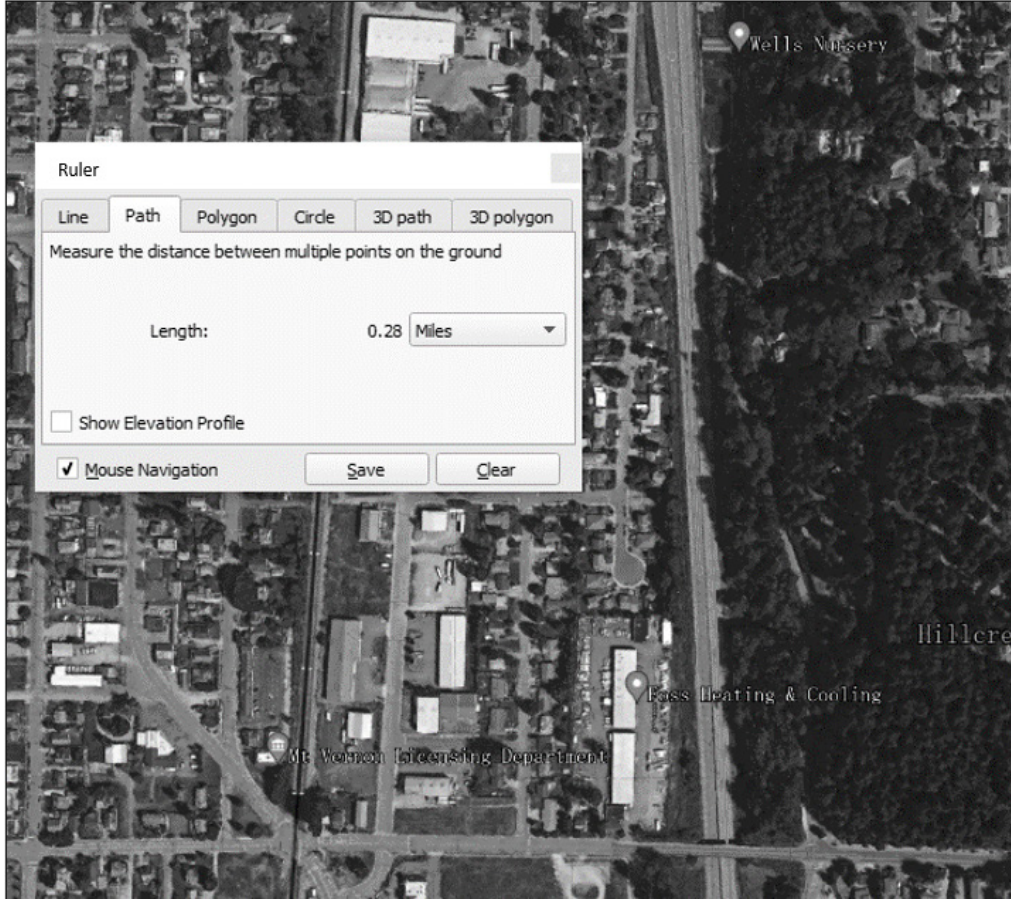 Wells Nursery
Ruler
Line Path Polygon Circle 3D path 3D polygon
Measure the distance between multiple points on the ground
Length: 0.28 Miles
Show Elevation Profile
Mouse Navigation Save Clear
Hillcre
Foss Heating & Cooling
Mt Vernon Licensing Department